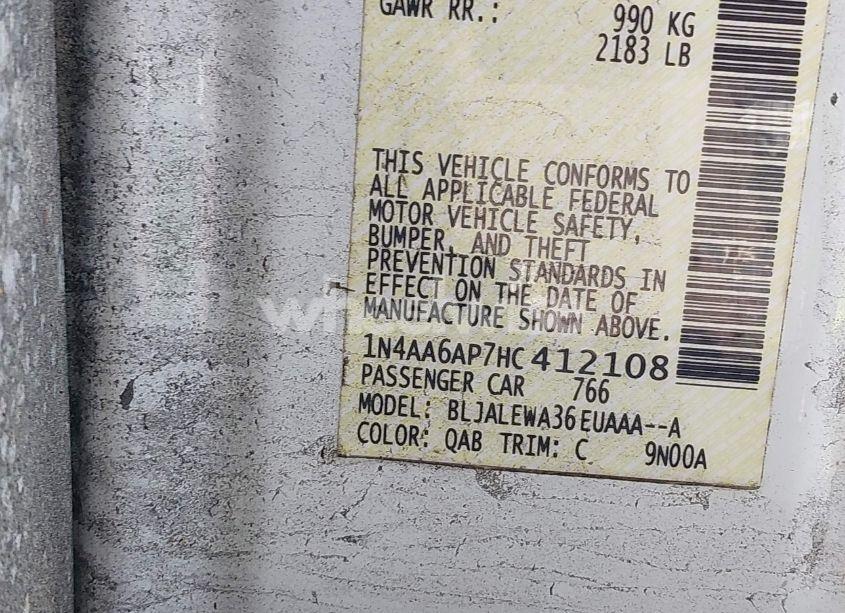 GAWR RR.: 990 KG
2183 LB
THIS VEHICLE CONFORMS TO
ALL APPLICABLE FEDERAL
MOTOR VEHICLE SAFETY,
BUMPER, AND THEFT
PREVENTION STANDARDS IN
EFFECT ON THE DATE OF
MANUFACTURE SHOWN ABOVE.
1N4AA6AP7HC412108
PASSENGER CAR 766
MODEL: BLJALEWA36EUAAA--A
COLOR: QAB TRIM: C 9N00A